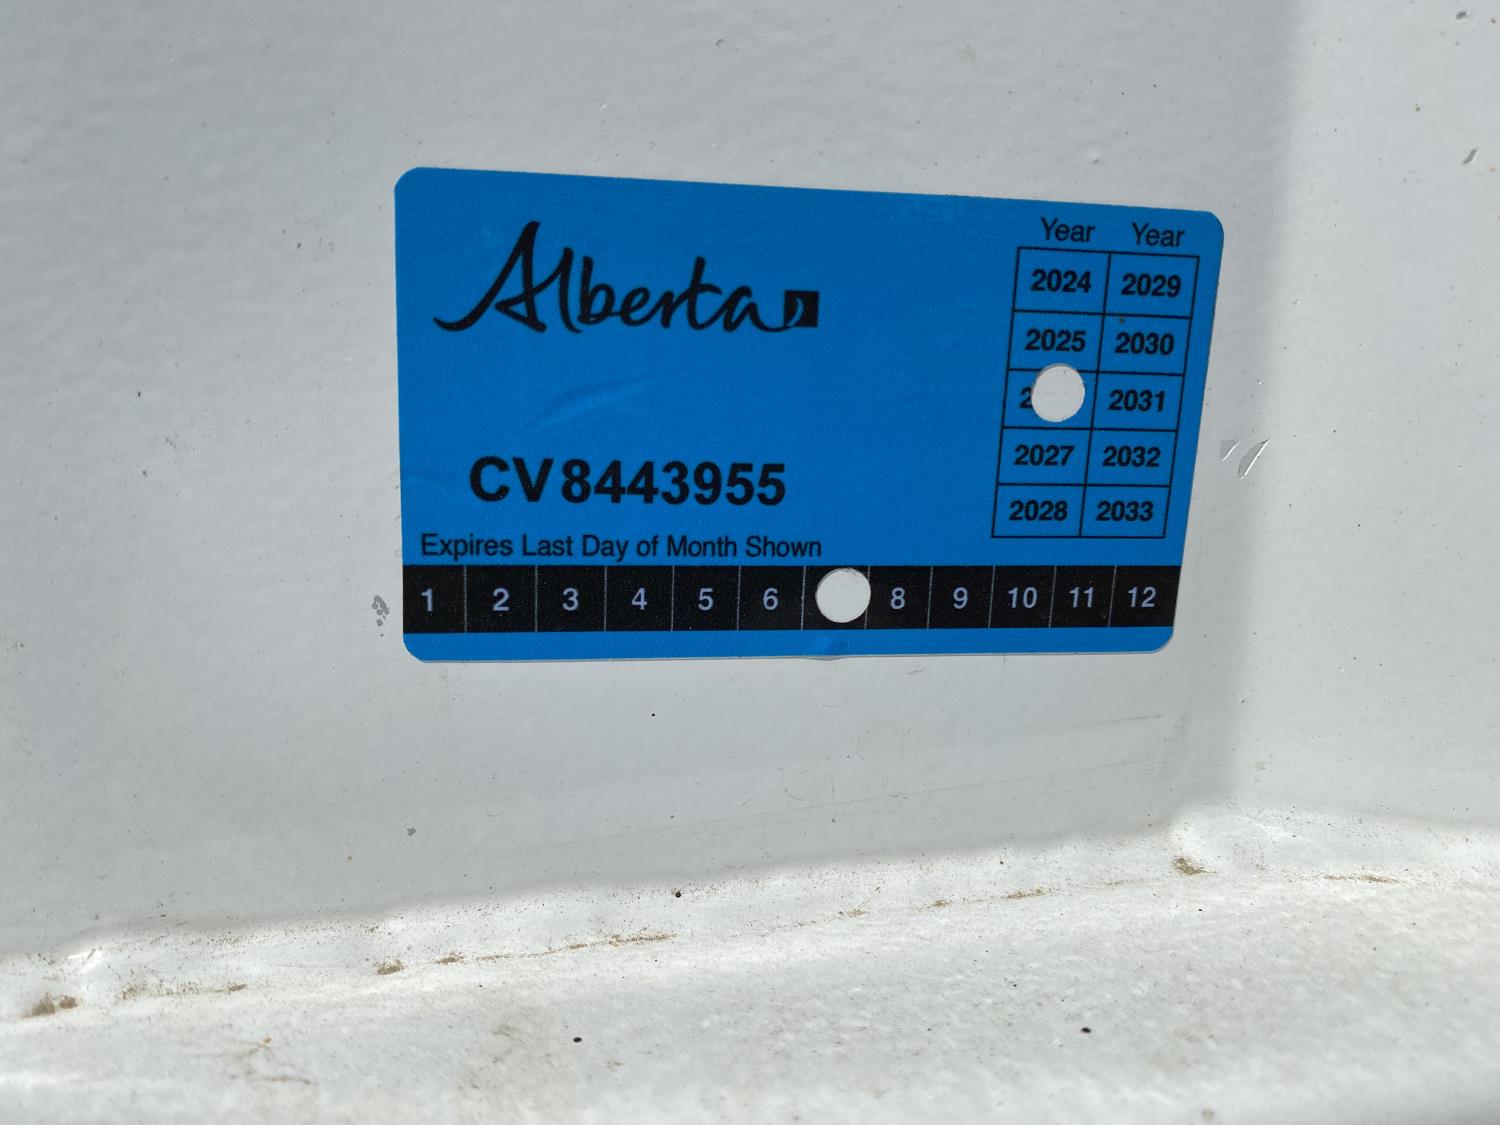 Alberta
Year Year
2024 2029
2025 2030
2 2031
2027 2032
2028 2033
CV8443955
Expires Last Day of Month Shown
1 2 3 4 5 6 8 9 10 11 12